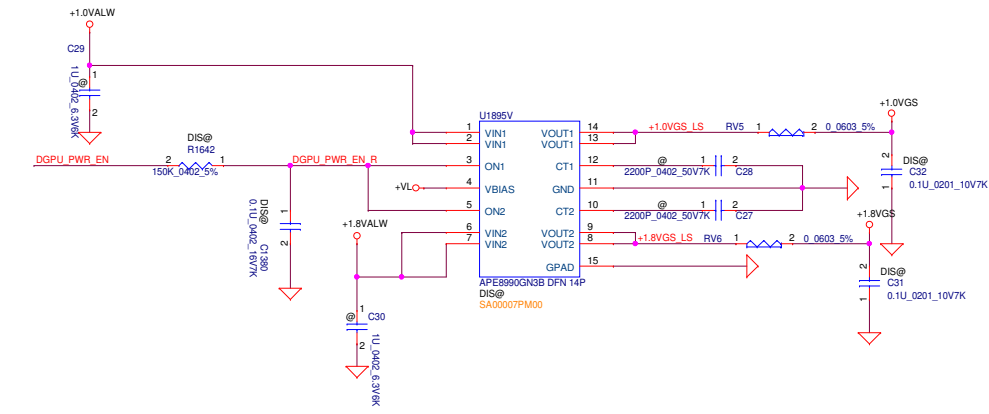 +1.0VALW
C29
1
@
2
1U_0402_6.3V6K
U1895V
+1.0VGS
1 VIN1 VOUT1 14 +1.0VGS_LS RV5 1 2 0_0603_5%
2 VIN1 VOUT1 13
DIS@
R1642
DGPU_PWR_EN 2 1 DGPU_PWR_EN_R 3 ON1 CT1 12 @ 1 2
150K_0402_5% 2200P_0402_50V7K C28
2 DIS@
C32
1 0.1U_0201_10V7K
+VL 4 VBIAS GND 11
5 ON2 CT2 10 @ 1 2
2200P_0402_50V7K C27
DIS@
1
2
C1380
0.1U_0402_16V7K
+1.8VALW
+1.8VGS
6 VIN2 VOUT2 9
7 VIN2 VOUT2 8 +1.8VGS_LS RV6 1 2 0_0603_5%
GPAD 15
2 DIS@
C31
1 0.1U_0201_10V7K
APE8990GN3B DFN 14P
DIS@
SA00007PM00
1
@ C30
2
1U_0402_6.3V6K